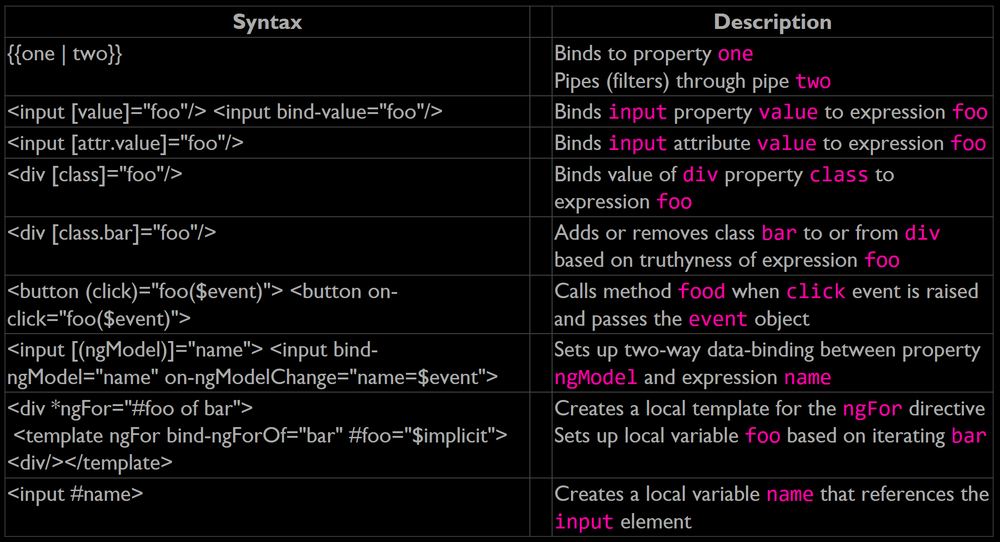 Syntax Description
{{one | two}} Binds to property one
Pipes (filters) through pipe two
<input [value]="foo"/> <input bind-value="foo"/> Binds input property value to expression foo
<input [attr.value]="foo"/> Binds input attribute value to expression foo
<div [class]="foo"/> Binds value of div property class to
expression foo
<div [class.bar]="foo"/> Adds or removes class bar to or from div
based on truthyness of expression foo
<button (click)="foo($event)"> <button on-
click="foo($event)">
Calls method food when click event is raised
and passes the event object
<input [(ngModel)]="name"> <input bind-
ngModel="name" on-ngModelChange="name=$event">
Sets up two-way data-binding between property
ngModel and expression name
<div *ngFor="#foo of bar">
<template ngFor bind-ngForOf="bar" #foo="$implicit">
<div/></template>
Creates a local template for the ngFor directive
Sets up local variable foo based on iterating bar
<input #name> Creates a local variable name that references the
input element